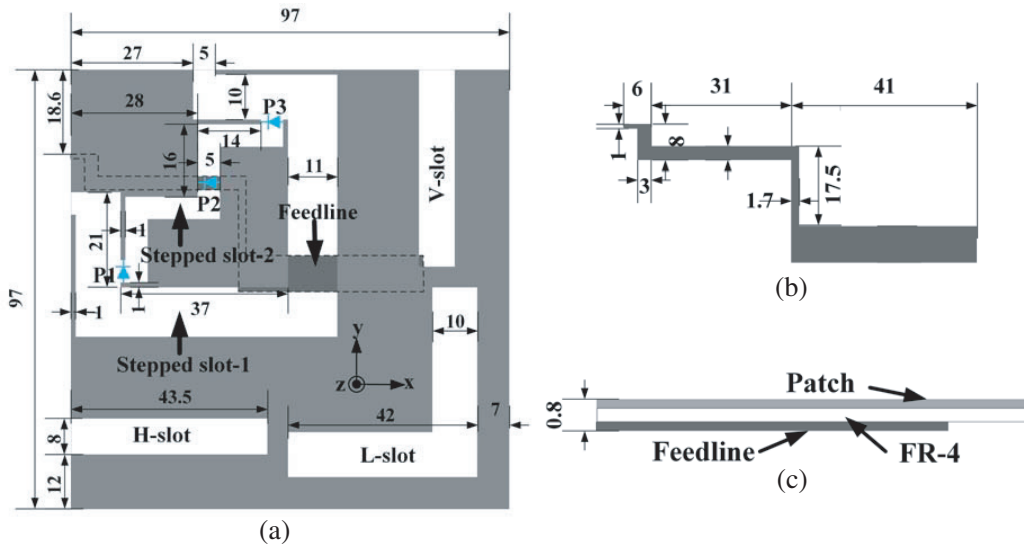 97
27
5
18.6
28
10
P3
14
16
5
P2
11
V-slot
Feedline
21
1
Stepped slot-2
P1
1
37
1
97
Stepped slot-1
y
z
x
10
43.5
42
7
8
H-slot
L-slot
12
(a)
6
31
41
1
8
3
1.7
17.5
(b)
Patch
0.8
Feedline
FR-4
(c)